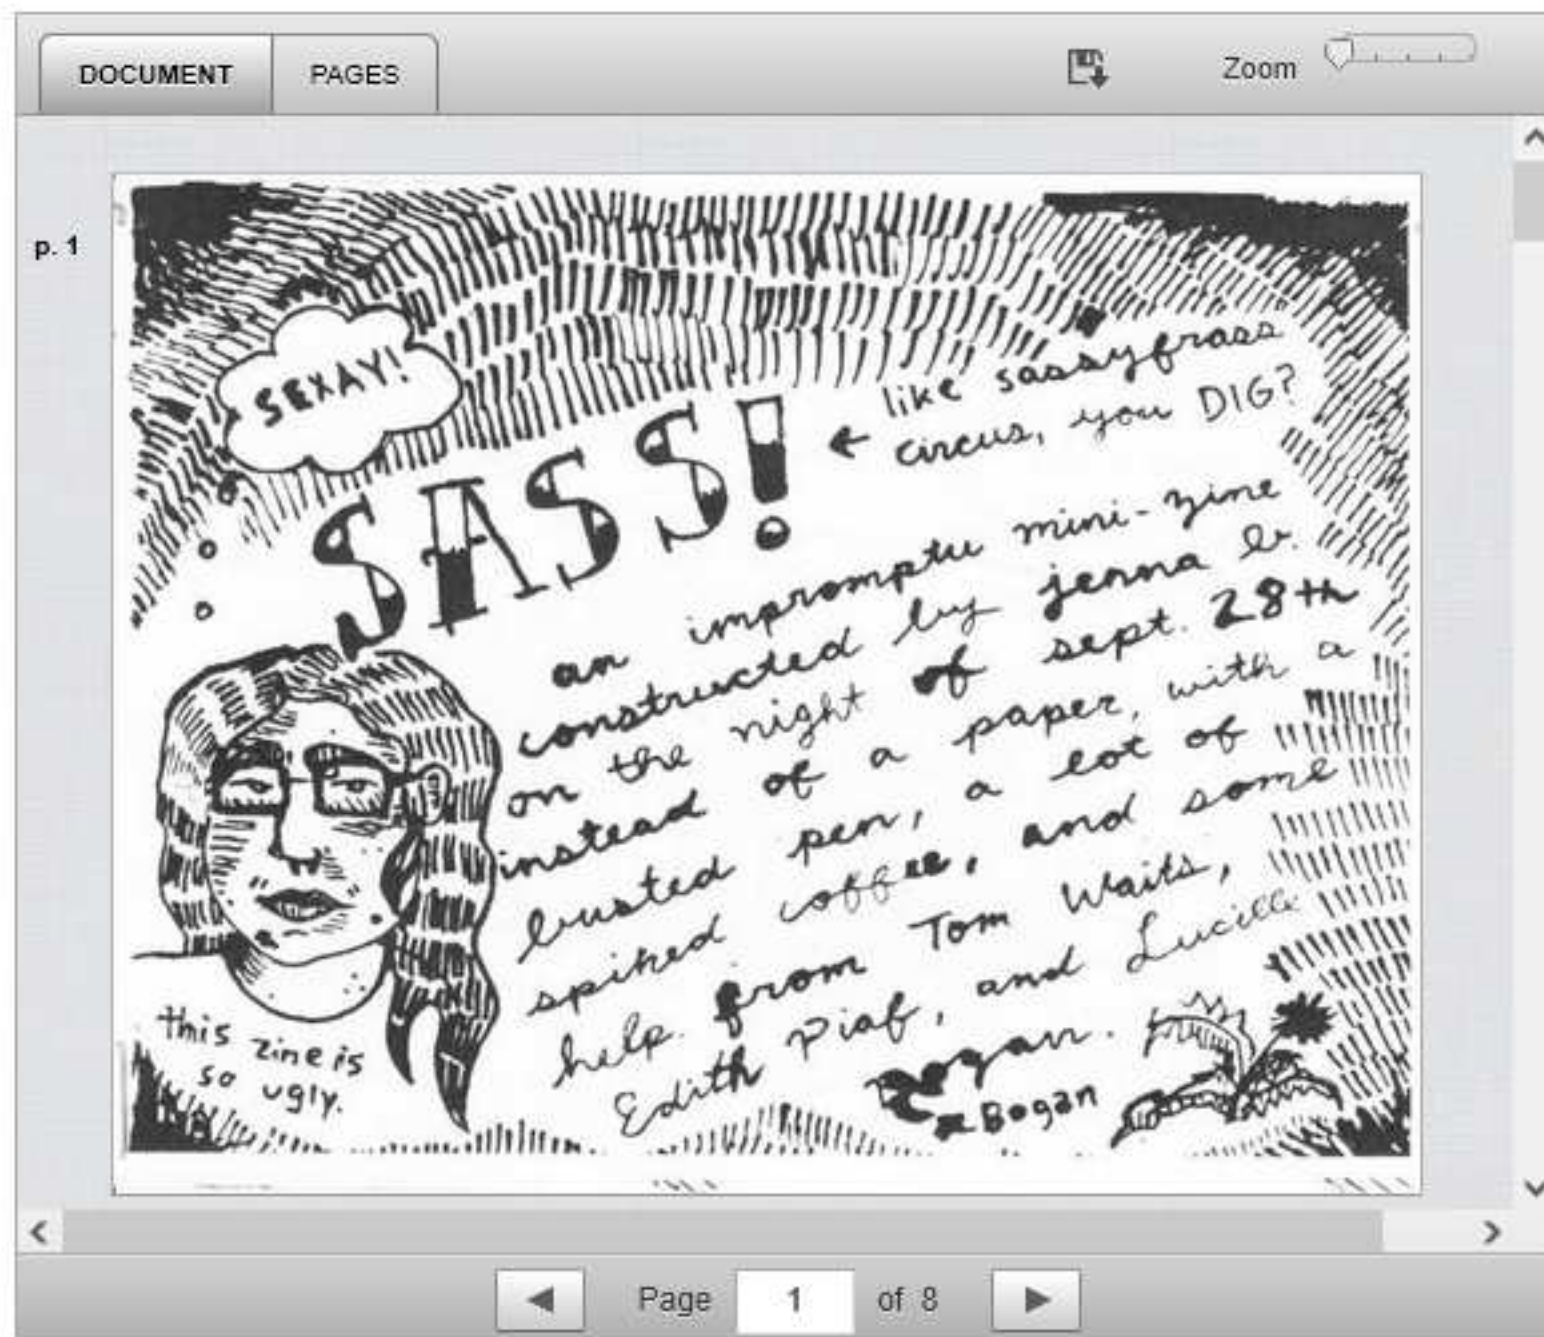 DOCUMENT PAGES Zoom
p. 1
SEXAY!
SASS! ← like sassyfrass
circus, you DIG?
an impromptu mini-zine
constructed by jenna b.
on the night of sept. 28th
instead of a paper, with a
busted pen, a lot of
spiked coffee, and some
help from Tom Waits,
Edith Piaf, and Lucille
Bogan.
Bogan
this zine is
so ugly.
Page 1 of 8